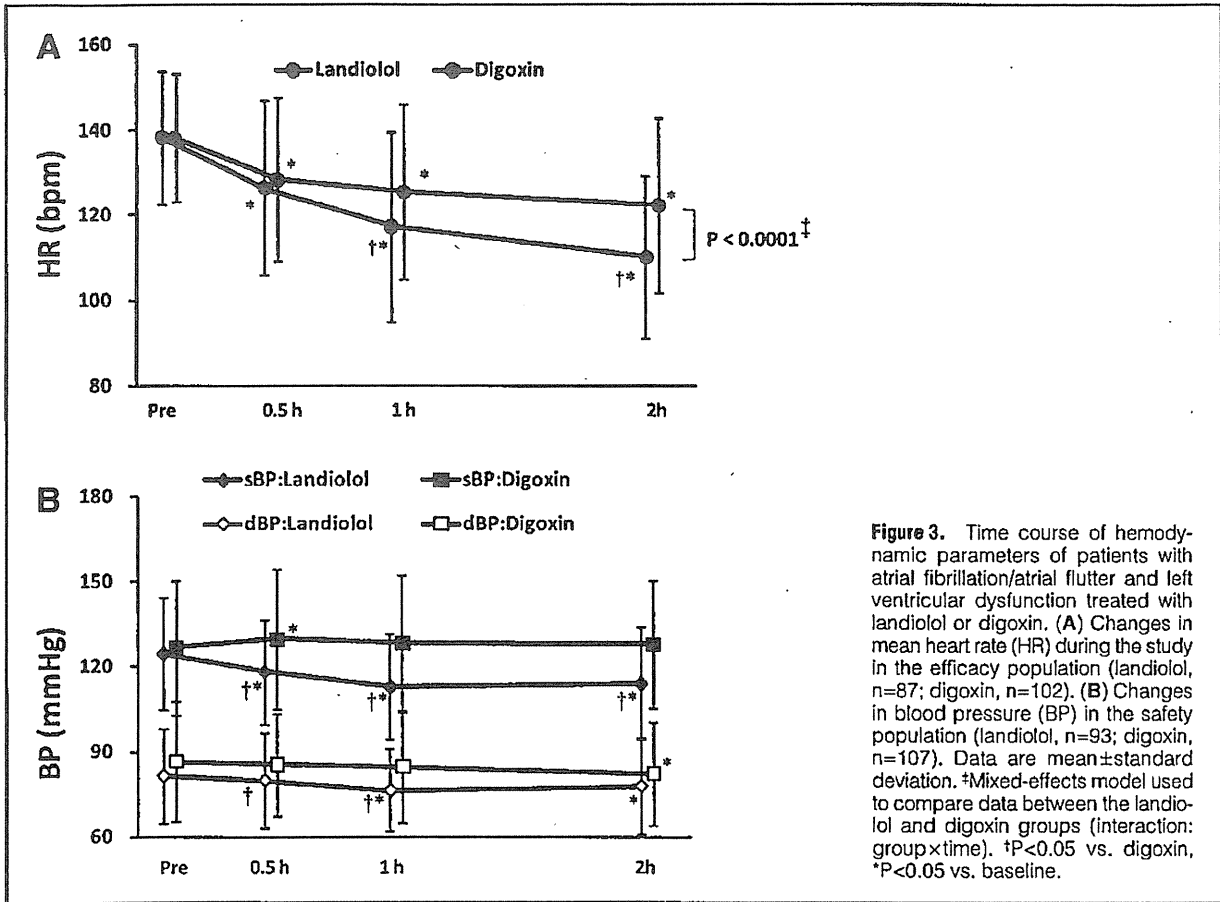 A
160
140
120
100
80
HR (bpm)
Landiolol Digoxin
*
*
*
†*
*
†*
P < 0.0001‡
Pre 0.5 h 1 h 2h
B
sBP:Landiolol sBP:Digoxin
dBP:Landiolol dBP:Digoxin
180
150
120
90
60
BP (mmHg)
*
†* †* †*
*
† †* *
Pre 0.5 h 1 h 2h
Figure 3. Time course of hemody-
namic parameters of patients with
atrial fibrillation/atrial flutter and left
ventricular dysfunction treated with
landiolol or digoxin. (A) Changes in
mean heart rate (HR) during the study
in the efficacy population (landiolol,
n=87; digoxin, n=102). (B) Changes
in blood pressure (BP) in the safety
population (landiolol, n=93; digoxin,
n=107). Data are mean±standard
deviation. ‡Mixed-effects model used
to compare data between the landio-
lol and digoxin groups (interaction:
group×time). †P<0.05 vs. digoxin,
*P<0.05 vs. baseline.